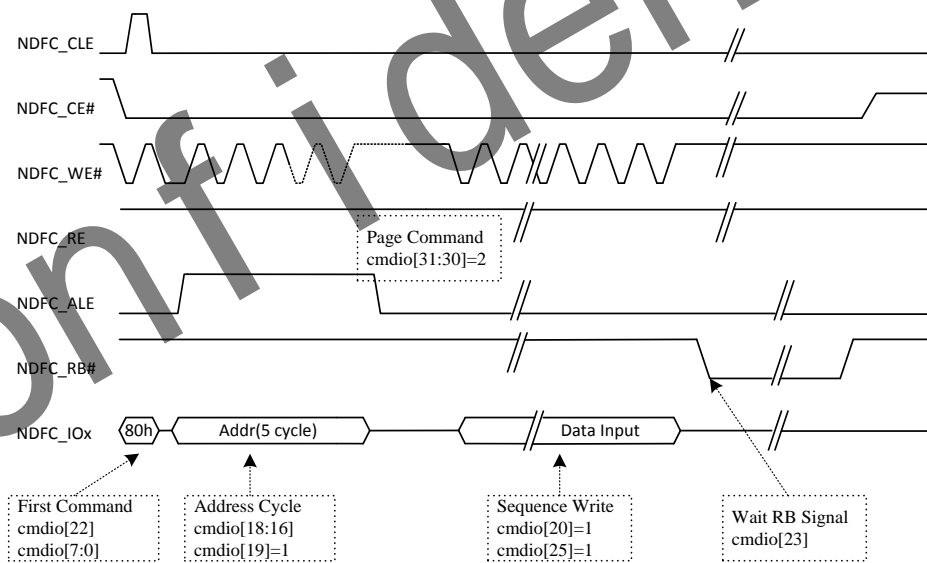 NDFC_CLE
NDFC_CE#
NDFC_WE#
NDFC_RE
Page Command
cmdio[31:30]=2
NDFC_ALE
NDFC_RB#
NDFC_IOx
80h
Addr(5 cycle)
Data Input
First Command
cmdio[22]
cmdio[7:0]
Address Cycle
cmdio[18:16]
cmdio[19]=1
Sequence Write
cmdio[20]=1
cmdio[25]=1
Wait RB Signal
cmdio[23]
onfiden